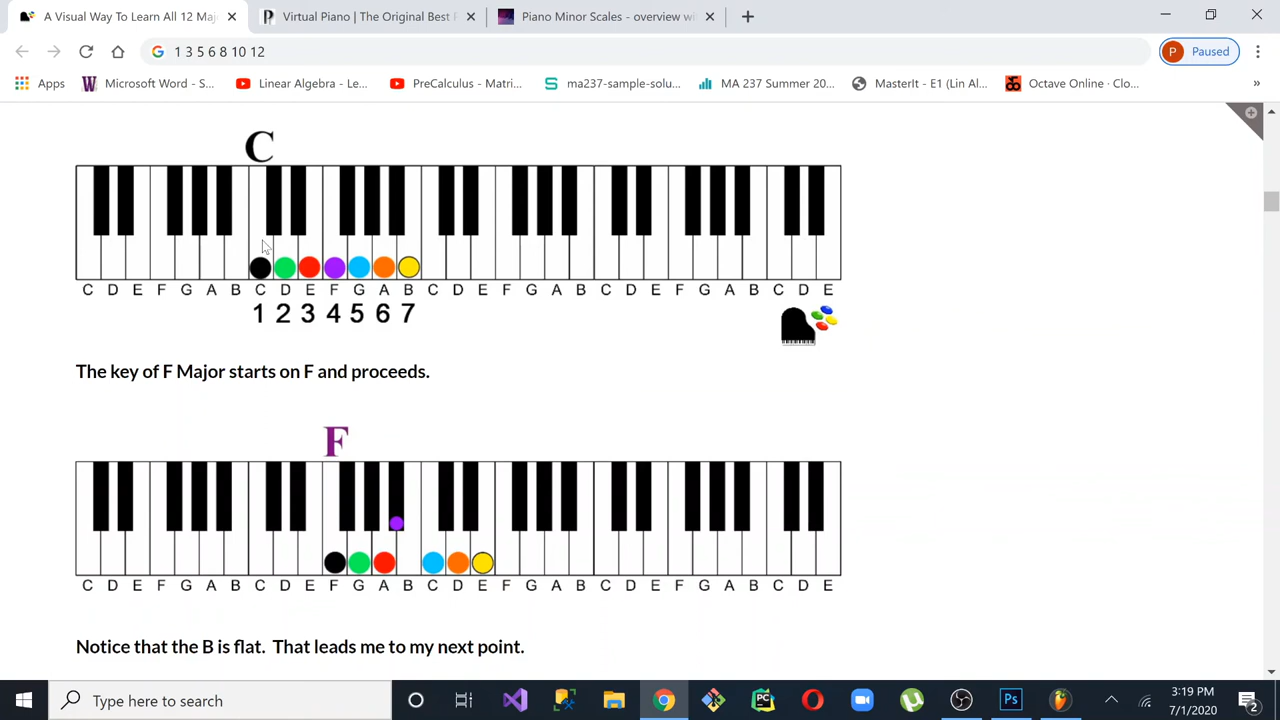 A Visual Way To Learn All 12 Maj
Virtual Piano | The Original Best P
Piano Minor Scales - overview wi
1 3 5 6 8 10 12
P Paused
Apps
Microsoft Word - S...
Linear Algebra - Le...
PreCalculus - Matri...
ma237-sample-solu...
MA 237 Summer 20...
MasterIt - E1 (Lin Al...
Octave Online · Clo...
»
C
C D E F G A B C D E F G A B C D E F G A B C D E F G A B C D E
1 2 3 4 5 6 7
The key of F Major starts on F and proceeds.
F
C D E F G A B C D E F G A B C D E F G A B C D E F G A B C D E
Notice that the B is flat. That leads me to my next point.
Type here to search
PC
Ps
3:19 PM
7/1/2020
2